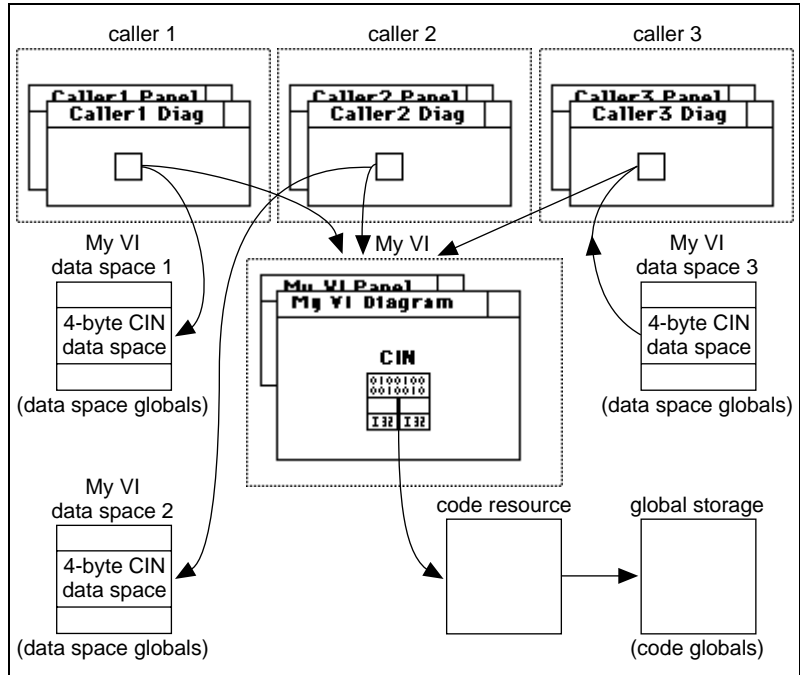 caller 1
caller 2
caller 3
Caller1 Panel
Caller1 Diag
Caller2 Panel
Caller2 Diag
Caller3 Panel
Caller3 Diag
My VI
data space 1
4-byte CIN
data space
(data space globals)
My VI
My VI Panel
My VI Diagram
CIN
0100100
0010010
I32 I32
My VI
data space 3
4-byte CIN
data space
(data space globals)
My VI
data space 2
4-byte CIN
data space
(data space globals)
code resource
global storage
(code globals)